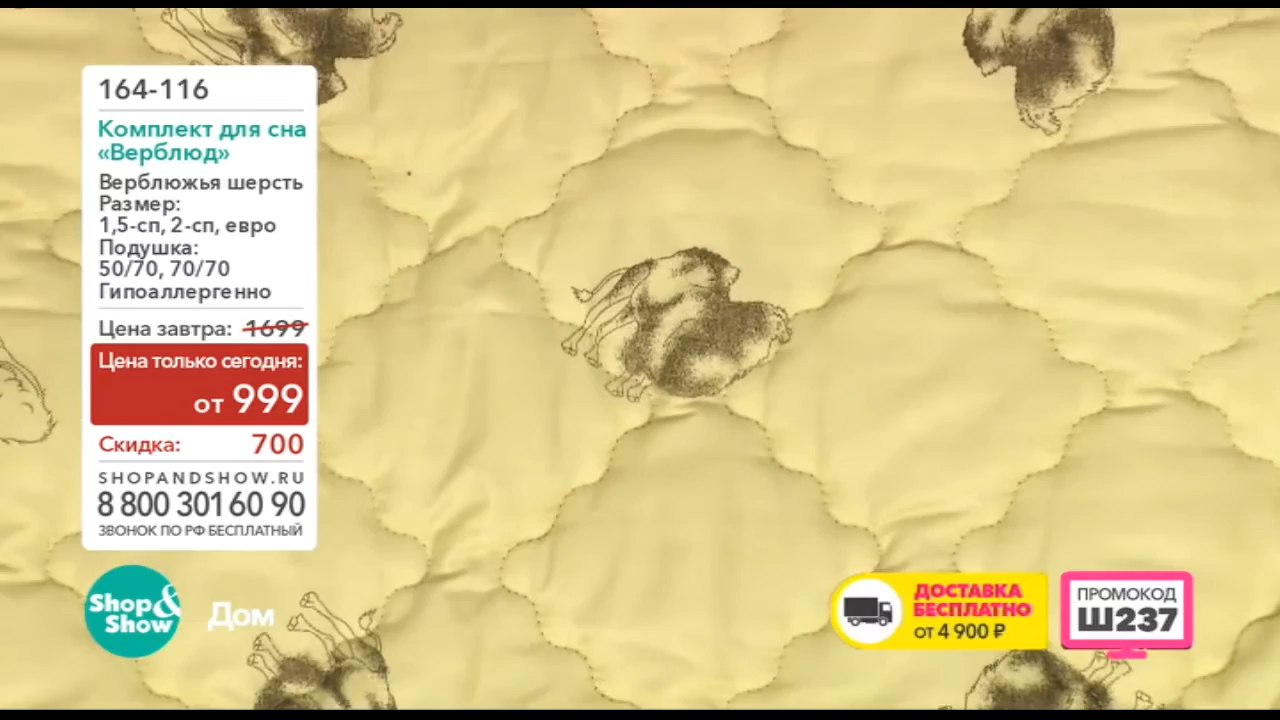 164-116
Комплект для сна
«Верблюд»
Верблюжья шерсть
Размер:
1,5-сп, 2-сп, евро
Подушка:
50/70, 70/70
Гипоаллергенно
Цена завтра: 1699
Цена только сегодня:
от 999
Скидка: 700
SHOPANDSHOW.RU
8 800 301 60 90
ЗВОНОК ПО РФ БЕСПЛАТНЫЙ
Shop&
Show
Дом
ДОСТАВКА
БЕСПЛАТНО
ОТ 4 900 ₽
ПРОМОКОД
Ш237